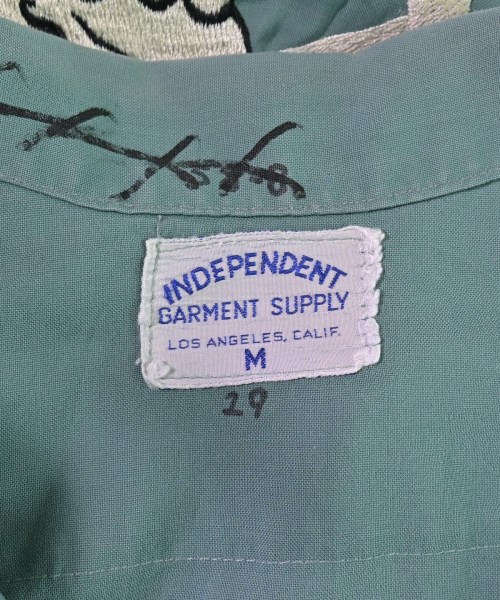 INDEPENDENT
GARMENT SUPPLY
LOS ANGELES, CALIF.
M
29